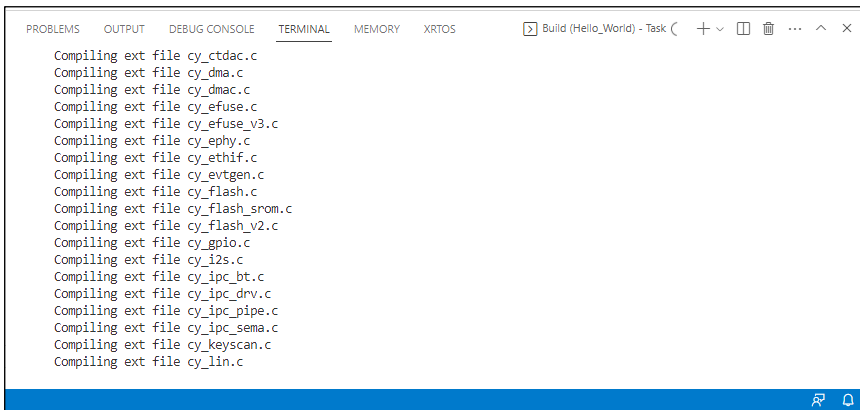 PROBLEMS OUTPUT DEBUG CONSOLE TERMINAL MEMORY XRTOS Build (Hello_World) - Task
Compiling ext file cy_ctdac.c
Compiling ext file cy_dma.c
Compiling ext file cy_dmac.c
Compiling ext file cy_efuse.c
Compiling ext file cy_efuse_v3.c
Compiling ext file cy_ephy.c
Compiling ext file cy_ethif.c
Compiling ext file cy_evtgen.c
Compiling ext file cy_flash.c
Compiling ext file cy_flash_srom.c
Compiling ext file cy_flash_v2.c
Compiling ext file cy_gpio.c
Compiling ext file cy_i2s.c
Compiling ext file cy_ipc_bt.c
Compiling ext file cy_ipc_drv.c
Compiling ext file cy_ipc_pipe.c
Compiling ext file cy_ipc_sema.c
Compiling ext file cy_keyscan.c
Compiling ext file cy_lin.c